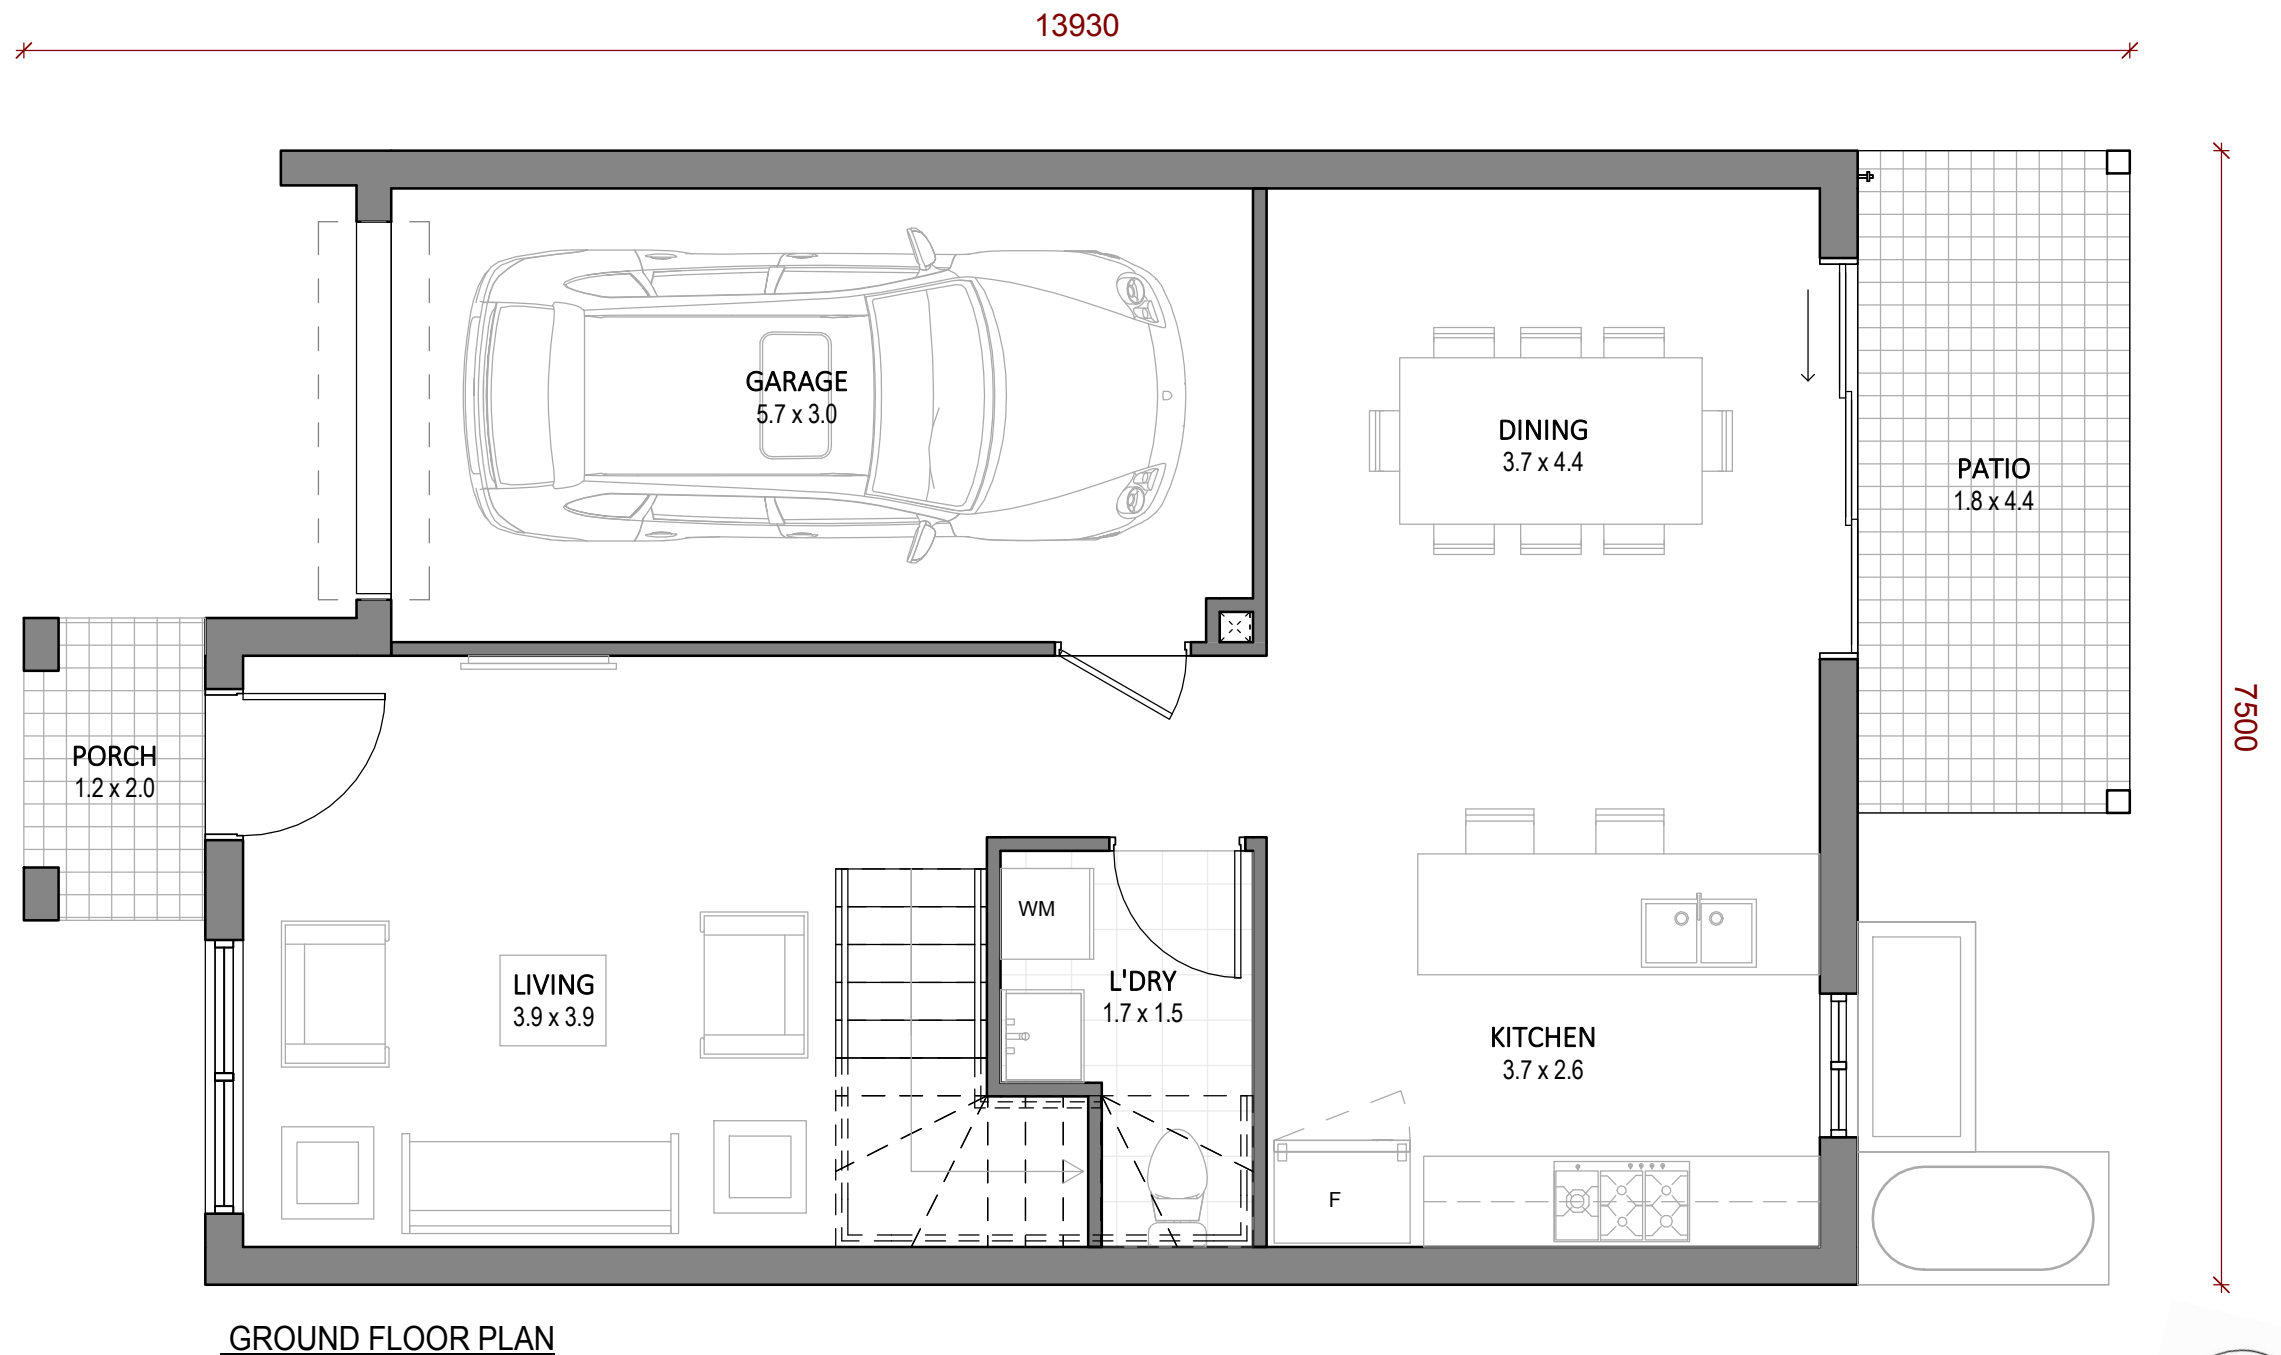 13930
GARAGE
5.7 x 3.0
DINING
3.7 x 4.4
PATIO
1.8 x 4.4
7500
PORCH
1.2 x 2.0
WM
LIVING
3.9 x 3.9
L'DRY
1.7 x 1.5
KITCHEN
3.7 x 2.6
F
GROUND FLOOR PLAN